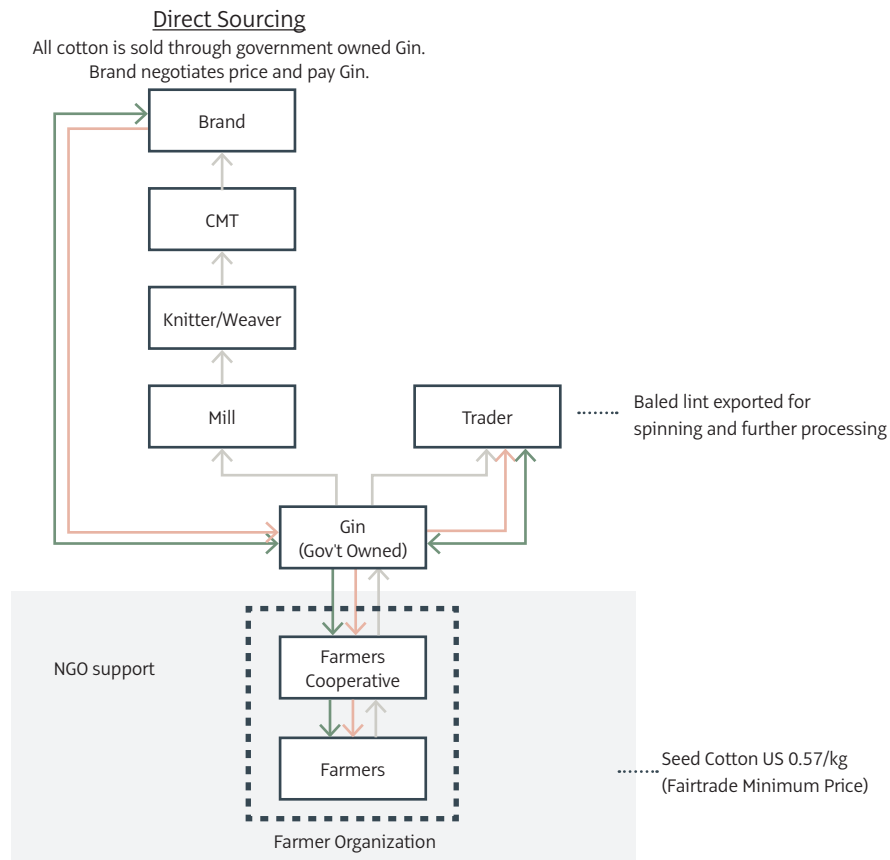 Direct Sourcing
All cotton is sold through government owned Gin.
Brand negotiates price and pay Gin.
Brand
CMT
Knitter/Weaver
Mill
Trader
Baled lint exported for
spinning and further processing
Gin
(Gov't Owned)
NGO support
Farmers
Cooperative
Farmers
Seed Cotton US 0.57/kg
(Fairtrade Minimum Price)
Farmer Organization